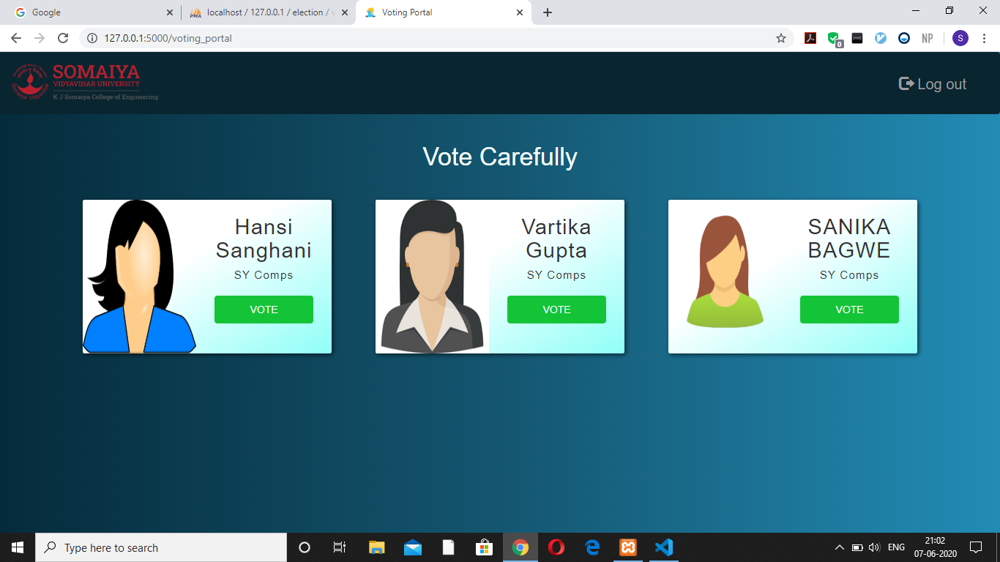 Google
localhost / 127.0.0.1 / election /
Voting Portal
127.0.0.1:5000/voting_portal
0
NP
S
SOMAIYA
VIDYAVIHAR UNIVERSITY
K J Somaiya College of Engineering
Log out
Vote Carefully
Hansi
Sanghani
SY Comps
VOTE
Vartika
Gupta
SY Comps
VOTE
SANIKA
BAGWE
SY Comps
VOTE
Type here to search
ENG
21:02
07-06-2020